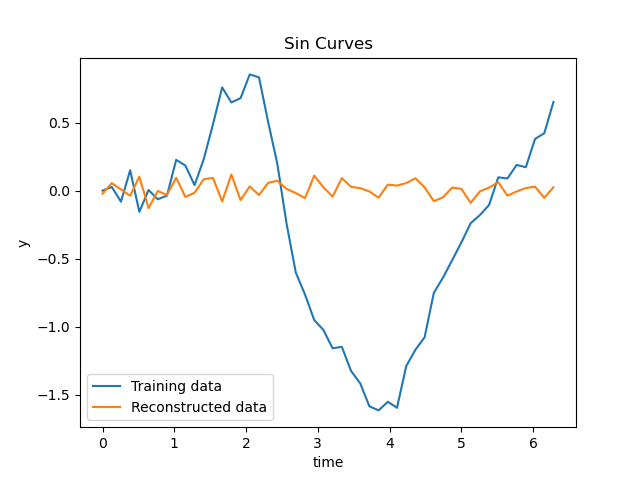 Sin Curves
y
0.5
0.0
−0.5
−1.0
−1.5
Training data
Reconstructed data
0 1 2 3 4 5 6
time